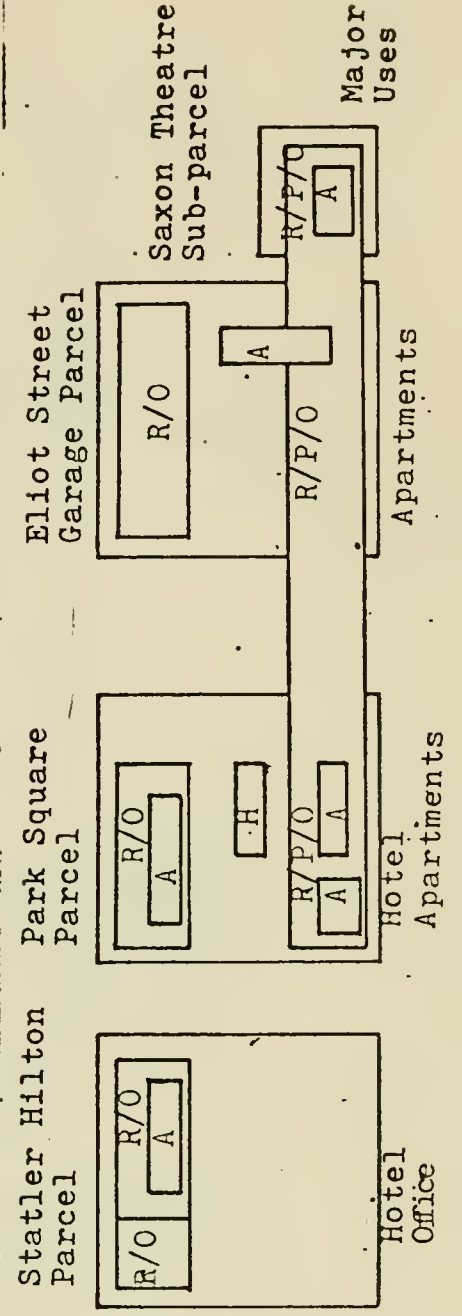 Statler Hilton
Parcel
R/O
R/O
A
Hotel
Office
Park Square
Parcel
R/O
A
H
R/P/O
A
A
Hotel
Apartments
Eliot Street
Garage Parcel
R/O
A
R/P/O
Apartments
Saxon Theatre
Sub-parcel
R/P/O
A
Major
Uses